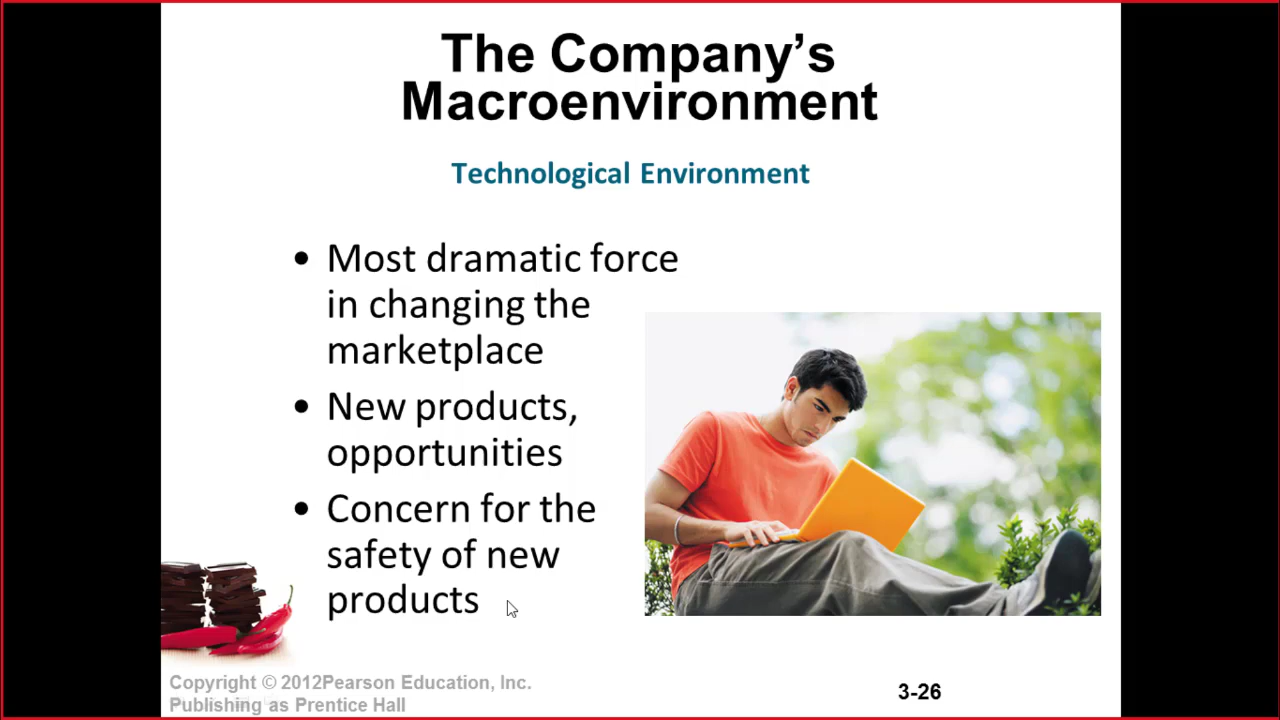 The Company’s
Macroenvironment
Technological Environment
• Most dramatic force
in changing the
marketplace
• New products,
opportunities
• Concern for the
safety of new
products
Copyright © 2012Pearson Education, Inc.
Publishing as Prentice Hall
3-26